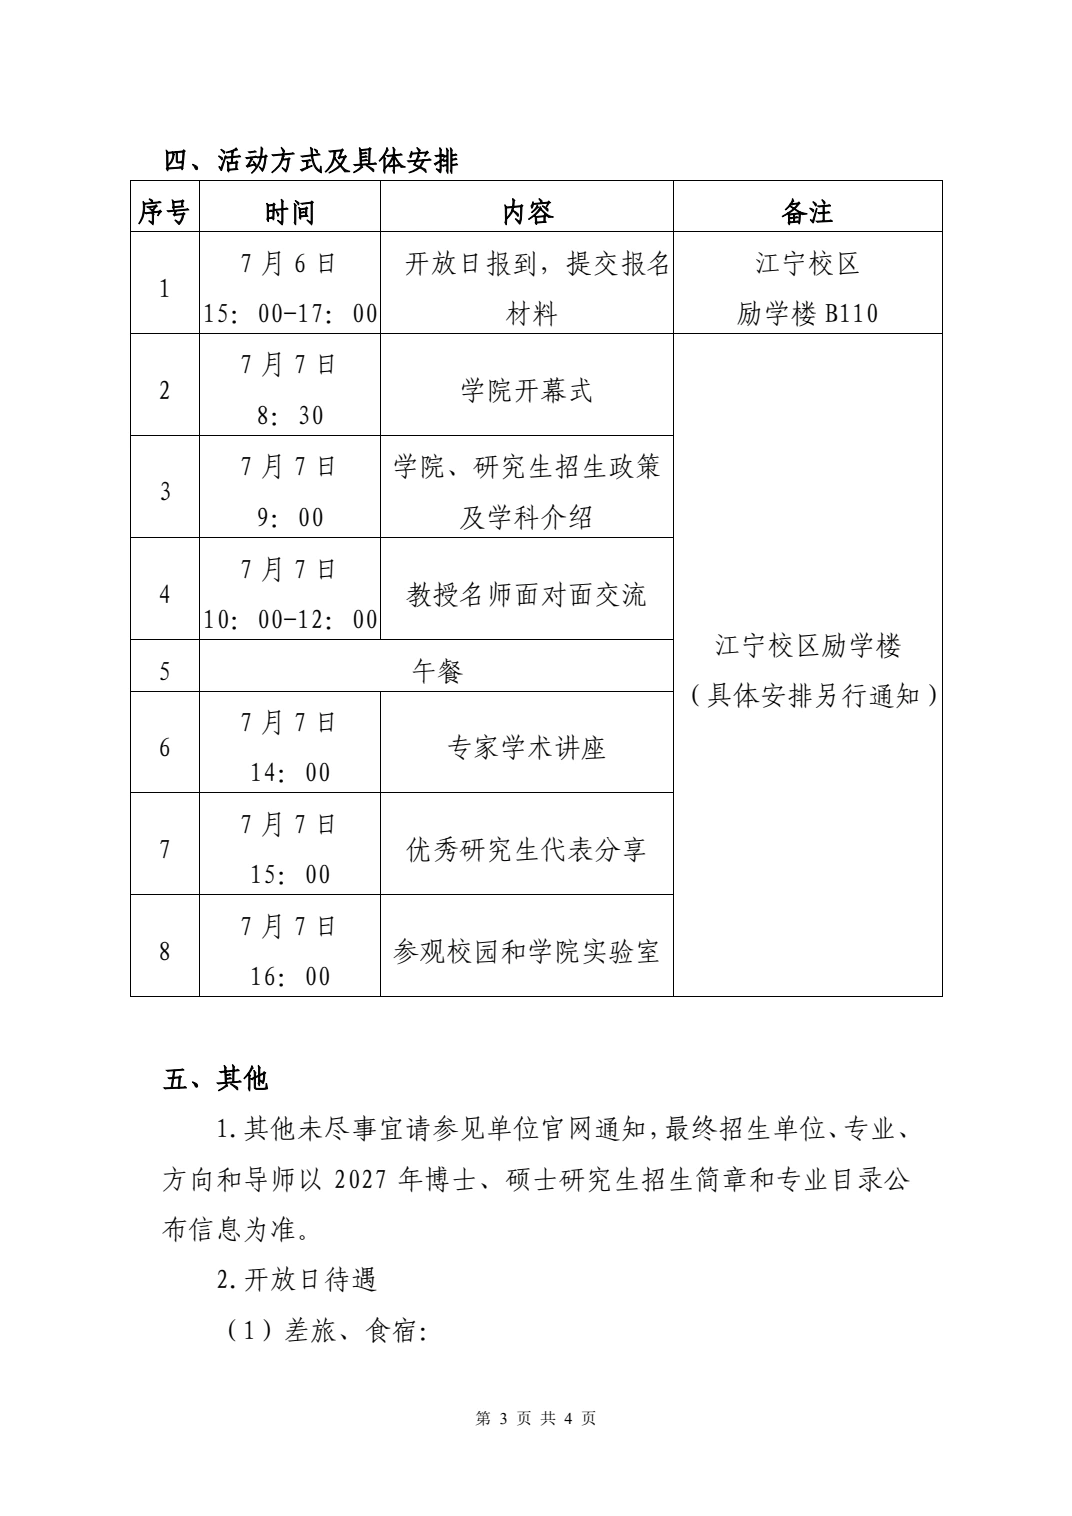 四、活动方式及具体安排
序号 时间 内容 备注
1
7 月 6 日
15：00-17：00
开放日报到，提交报名
材料
江宁校区
励学楼 B110
2
7 月 7 日
8：30
学院开幕式
3
7 月 7 日
9：00
学院、研究生招生政策
及学科介绍
4
7 月 7 日
10：00-12：00
教授名师面对面交流
江宁校区励学楼
（具体安排另行通知）
5 午餐
6
7 月 7 日
14：00
专家学术讲座
7
7 月 7 日
15：00
优秀研究生代表分享
8
7 月 7 日
16：00
参观校园和学院实验室
五、其他
1.其他未尽事宜请参见单位官网通知，最终招生单位、专业、
方向和导师以 2027 年博士、硕士研究生招生简章和专业目录公
布信息为准。
2.开放日待遇
（1）差旅、食宿：
第 3 页 共 4 页